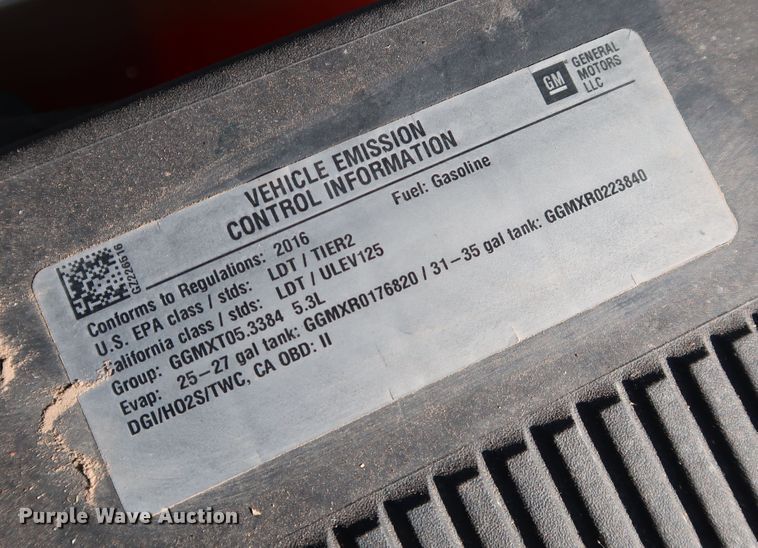 GM
GENERAL
MOTORS
LLC
VEHICLE EMISSION
CONTROL INFORMATION
GZ226516
Conforms to Regulations: 2016 Fuel: Gasoline
U.S. EPA class / stds: LDT / TIER2
California class / stds: LDT / ULEV125
Group: GGMXT05.3384 5.3L
Evap: 25-27 gal tank: GGMXR0176820 / 31-35 gal tank: GGMXR0223840
DGI/HO2S/TWC, CA OBD: II
Purple Wave Auction